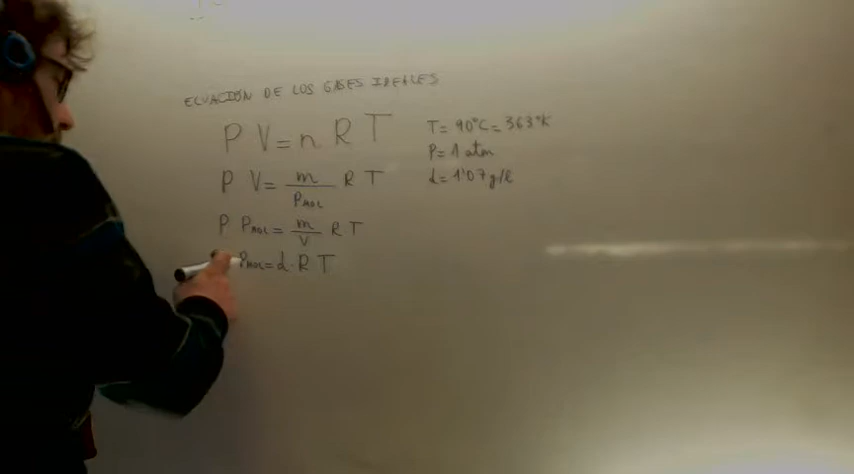 ECUACIÓN DE LOS GASES IDEALES
P V = n R T
P V = m / PMOL R T
P PMOL = m / V R T
PMOL = d · R T
T = 90°C = 363°K
P = 1 atm
d = 1'07 g/l